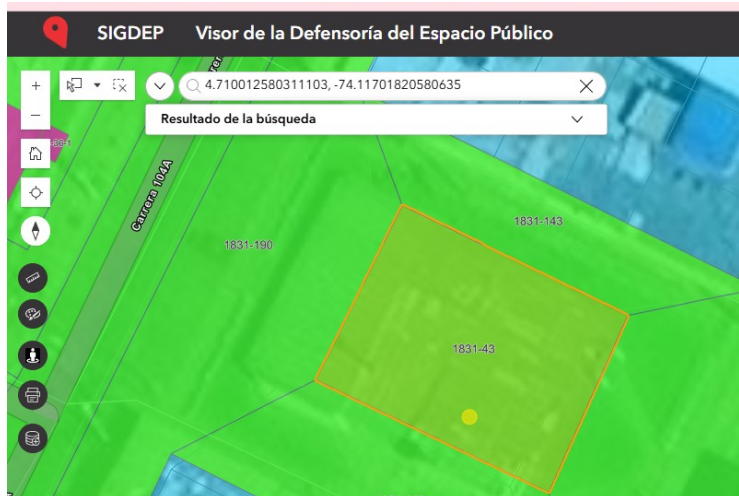 SIGDEP Visor de la Defensoría del Espacio Público
4.710012580311103, -74.11701820580635
Resultado de la búsqueda
Carrera 104A
1831-143
1831-190
1831-43